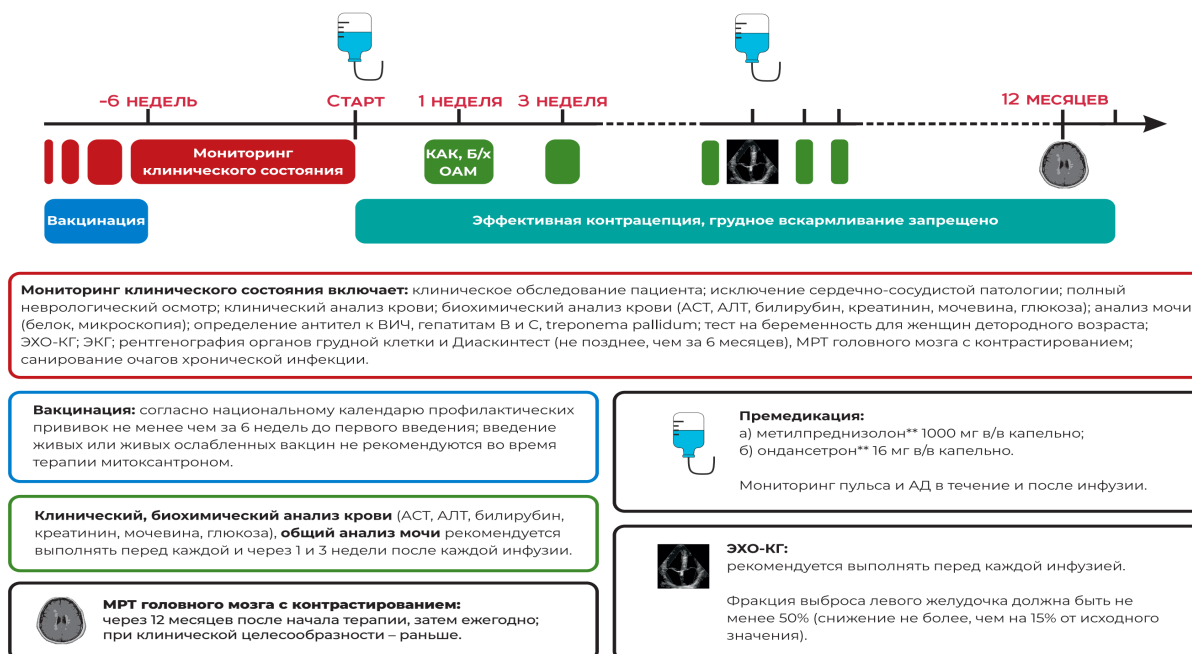 -6 НЕДЕЛЬ
СТАРТ
1 НЕДЕЛЯ
3 НЕДЕЛЯ
12 МЕСЯЦЕВ
Мониторинг
клинического состояния
КАК, Б/х
ОАМ
Вакцинация
Эффективная контрацепция, грудное вскармливание запрещено
Мониторинг клинического состояния включает: клиническое обследование пациента; исключение сердечно-сосудистой патологии; полный
неврологический осмотр; клинический анализ крови; биохимический анализ крови (АСТ, АЛТ, билирубин, креатинин, мочевина, глюкоза); анализ мочи
(белок, микроскопия); определение антител к ВИЧ, гепатитам В и С, treponema pallidum; тест на беременность для женщин детородного возраста;
ЭХО-КГ; ЭКГ; рентгенография органов грудной клетки и Диаскинтест (не позднее, чем за 6 месяцев), МРТ головного мозга с контрастированием;
санирование очагов хронической инфекции.
Вакцинация: согласно национальному календарю профилактических
прививок не менее чем за 6 недель до первого введения; введение
живых или живых ослабленных вакцин не рекомендуются во время
терапии митоксантроном.
Клинический, биохимический анализ крови (АСТ, АЛТ, билирубин,
креатинин, мочевина, глюкоза), общий анализ мочи рекомендуется
выполнять перед каждой и через 1 и 3 недели после каждой инфузии.
МРТ головного мозга с контрастированием:
через 12 месяцев после начала терапии, затем ежегодно;
при клинической целесообразности – раньше.
Премедикация:
а) метилпреднизолон** 1000 мг в/в капельно;
б) ондансетрон** 16 мг в/в капельно.
Мониторинг пульса и АД в течение и после инфузии.
ЭХО-КГ:
рекомендуется выполнять перед каждой инфузией.
Фракция выброса левого желудочка должна быть не
менее 50% (снижение не более, чем на 15% от исходного
значения).